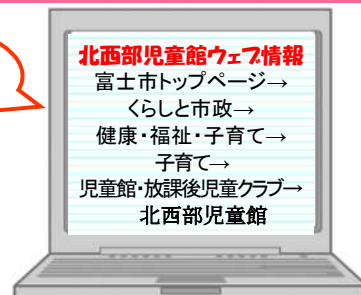 北西部児童館ウェブ情報
富士市トップページ→
くらしと市政→
健康・福祉・子育て→
子育て→
児童館・放課後児童クラブ→
北西部児童館